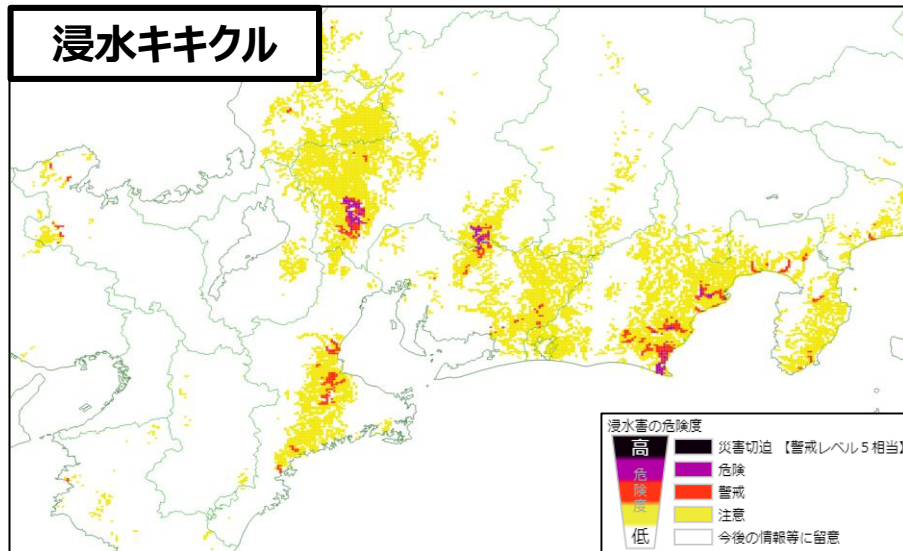 浸水キキクル
浸水害の危険度
高
危険度
低
災害切迫 【警戒レベル5相当】
危険
警戒
注意
今後の情報等に留意